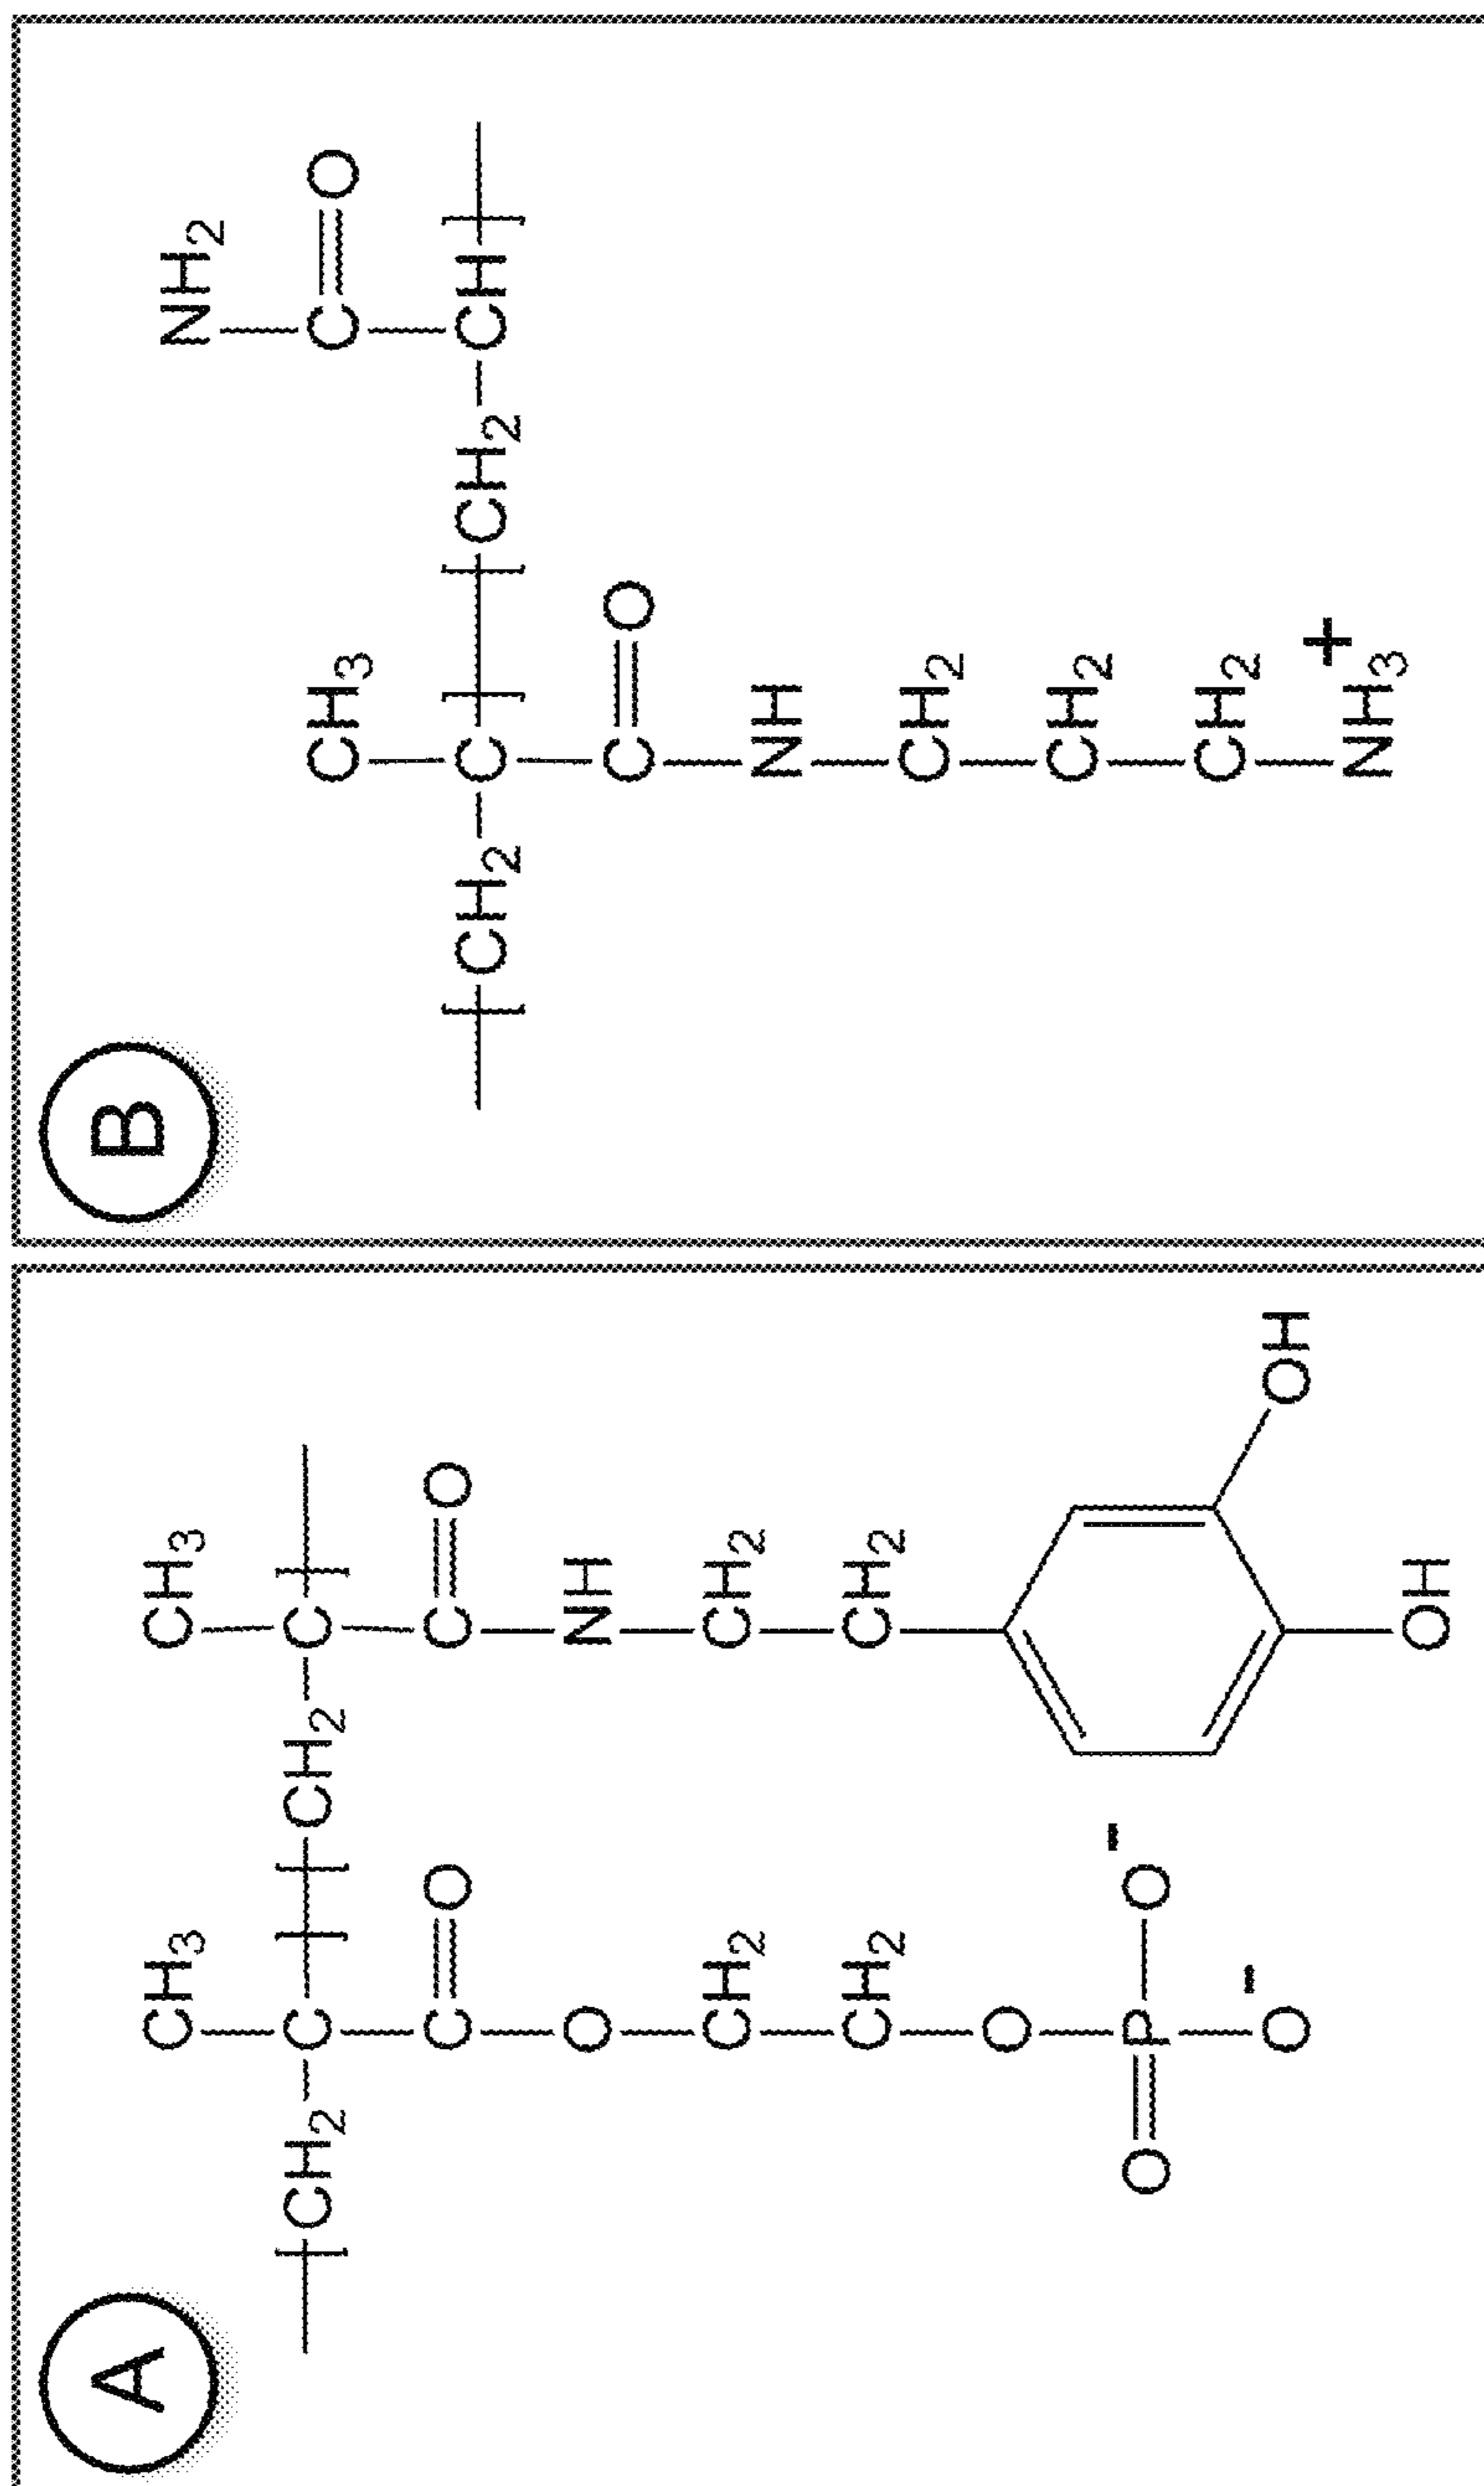 A
CH₃ CH₃
[CH₂ C] [CH₂ C]
C O C O
O NH
CH₂ CH₂
CH₂ CH₂
O
O P O⁻
O⁻ OH
OH
B
NH₂
CH₃ C O
[CH₂ C] [CH₂ CH]
C O
NH
CH₂
CH₂
CH₂
NH₃⁺